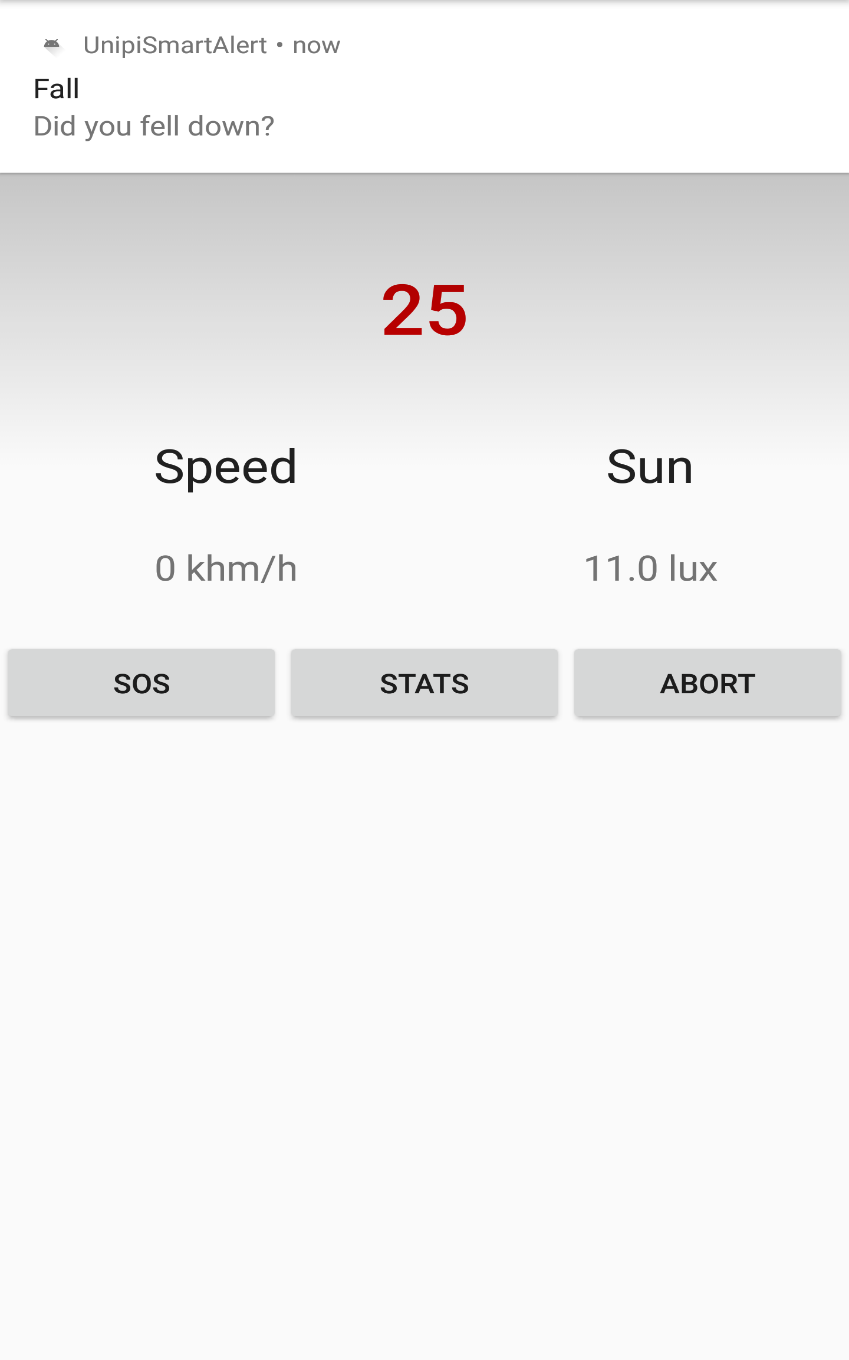 UnipiSmartAlert • now
Fall
Did you fell down?
25
Speed Sun
0 khm/h 11.0 lux
SOS STATS ABORT